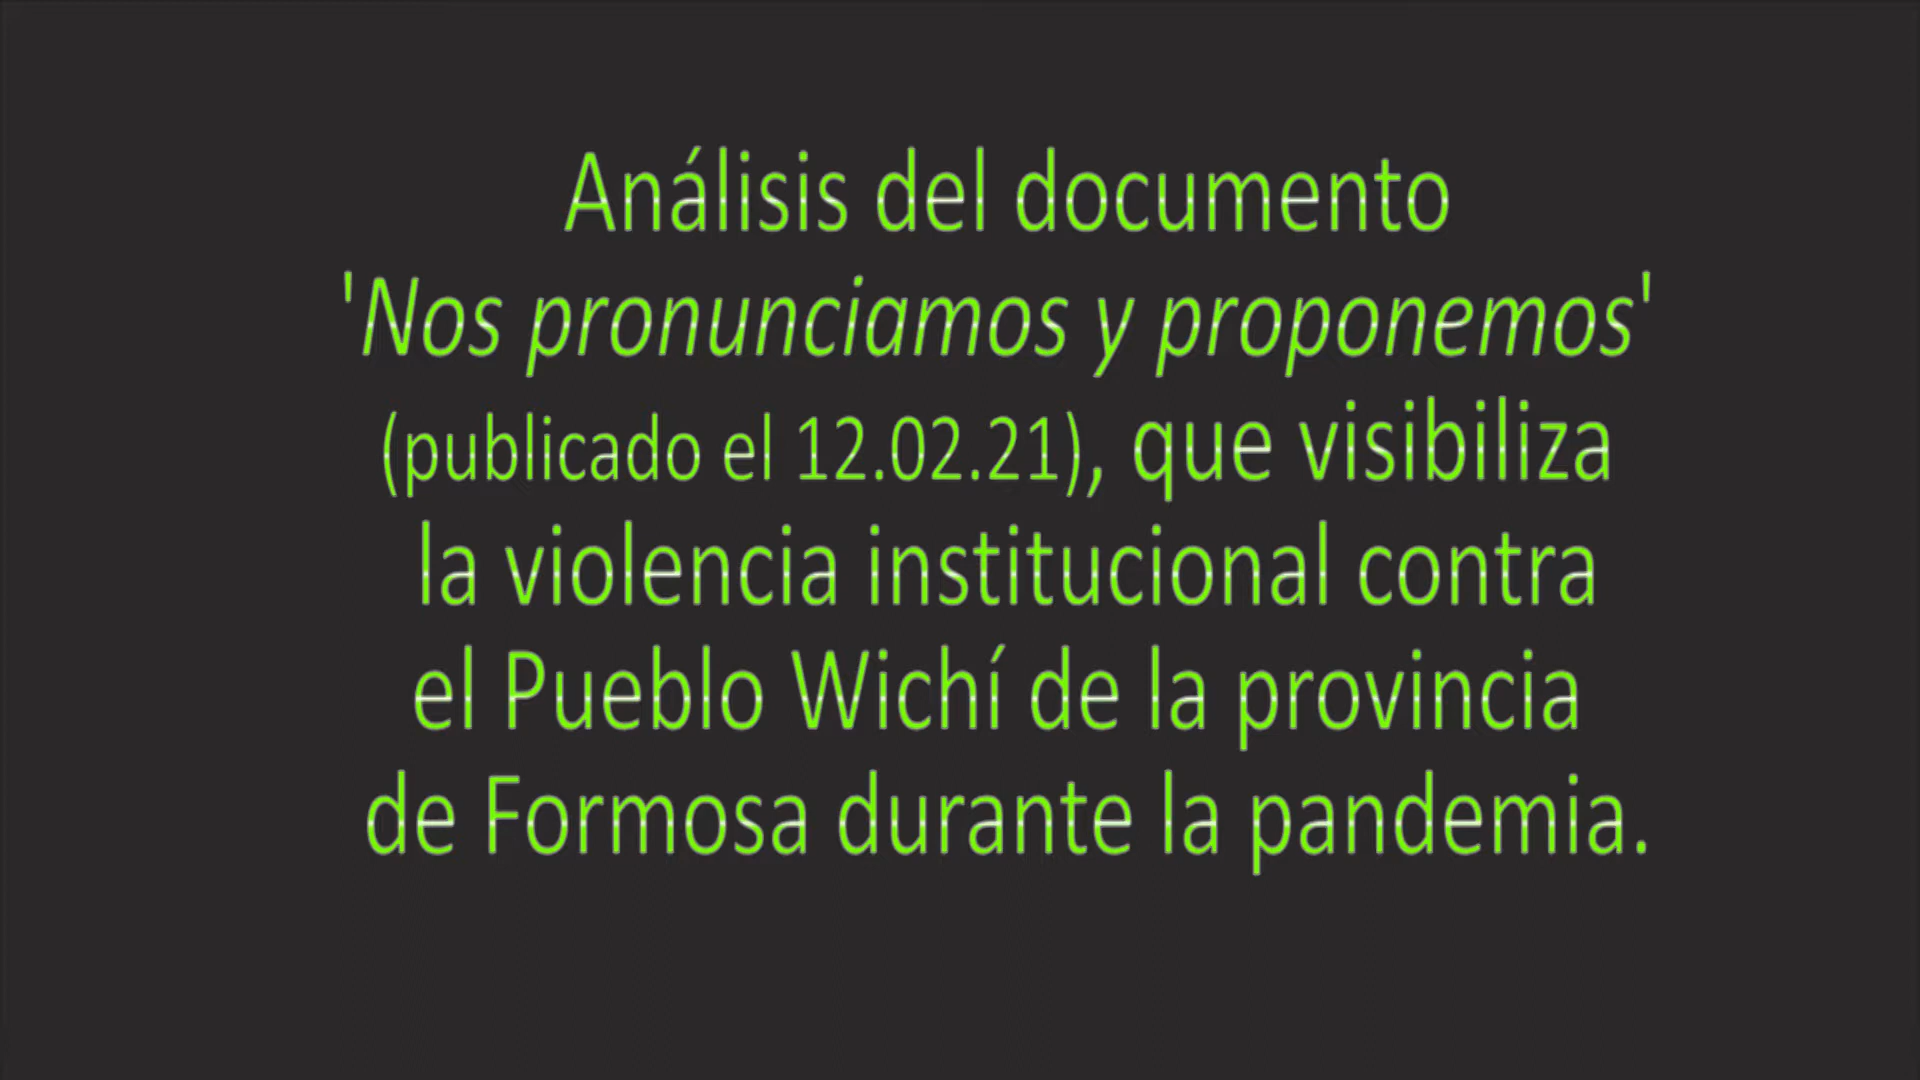 Análisis del documento
'Nos pronunciamos y proponemos'
(publicado el 12.02.21), que visibiliza
la violencia institucional contra
el Pueblo Wichí de la provincia
de Formosa durante la pandemia.